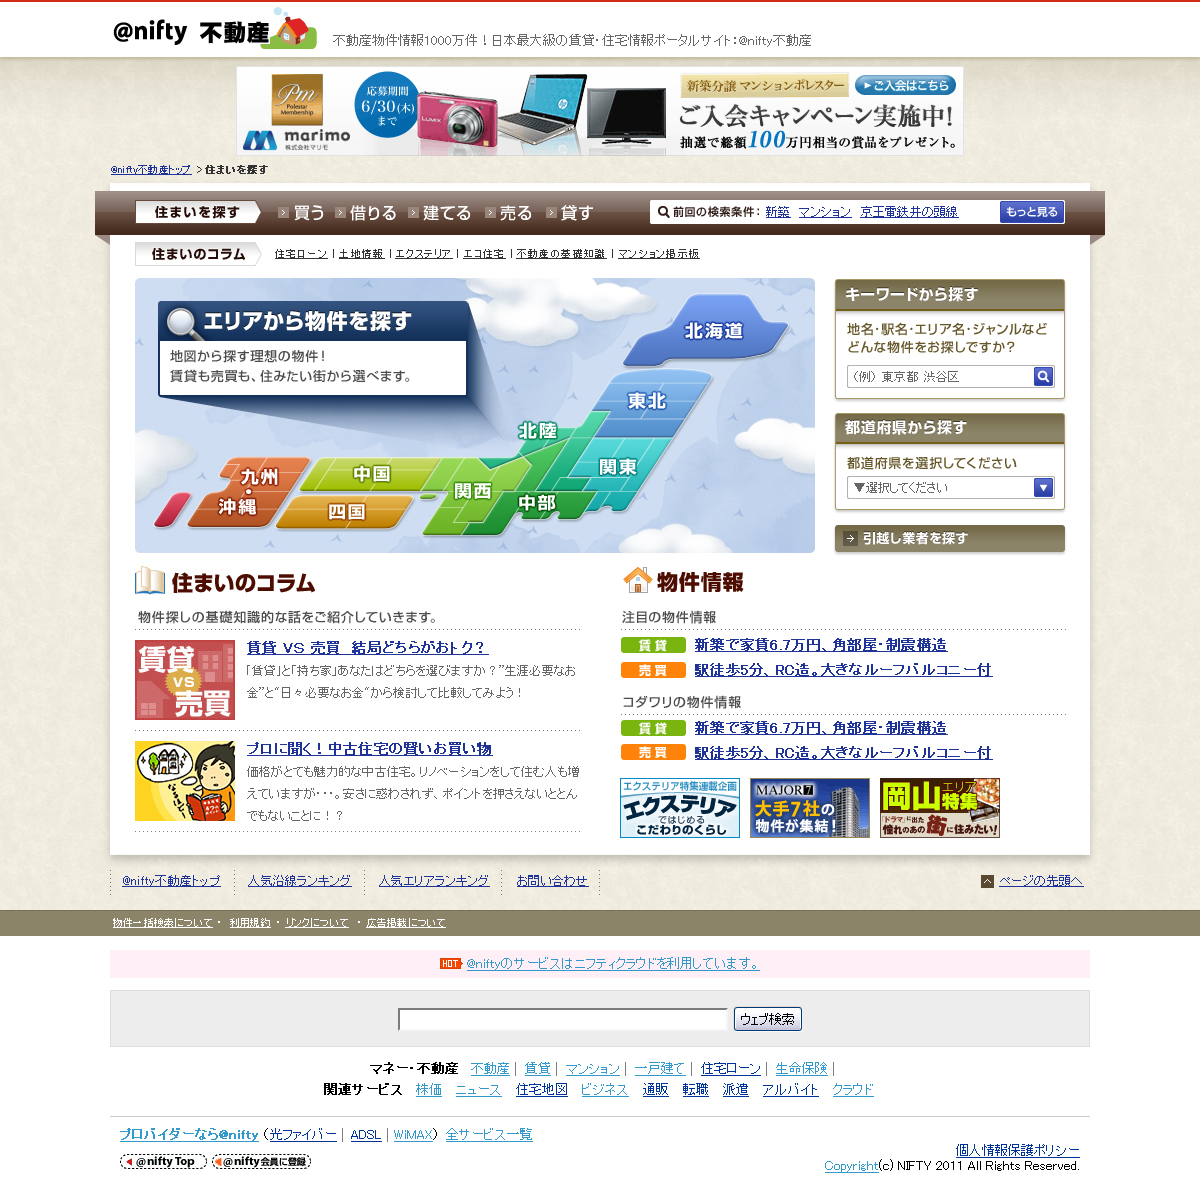 @nifty 不動産
不動産物件情報1000万件！日本最大級の賃貸・住宅情報ポータルサイト：@nifty不動産
Pm
Polestar Membership
marimo
株式会社マリモ
応募期間
6/30(木)
まで
LUMIX
hp
新築分譲 マンションポレスター
ご入会はこちら
ご入会キャンペーン実施中!
抽選で総額100万円相当の賞品をプレゼント。
@nifty不動産トップ ＞住まいを探す
住まいを探す
買う
借りる
建てる
売る
貸す
前回の検索条件： 新築 マンション 京王電鉄井の頭線
もっと見る
住まいのコラム
住宅ローン | 土地情報 | エクステリア | エコ住宅 | 不動産の基礎知識 | マンション掲示板
エリアから物件を探す
地図から探す理想の物件！
賃貸も売買も、住みたい街から選べます。
北海道
東北
北陸
関東
中部
関西
中国
四国
九州
・
沖縄
キーワードから探す
地名・駅名・エリア名・ジャンルなど
どんな物件をお探しですか？
（例） 東京都 渋谷区
都道府県から探す
都道府県を選択してください
▼選択してください
引越し業者を探す
住まいのコラム
物件探しの基礎知識的な話をご紹介していきます。
賃貸
vs
売買
賃貸 VS 売買　結局どちらがおトク？
「賃貸」と「持ち家」あなたはどちらを選びますか？”生涯必要なお
金”と“日々必要なお金“から検討して比較してみよう！
プロに聞く！中古住宅の賢いお買い物
価格がとても魅力的な中古住宅。リノベーションをして住む人も増
えていますが・・・。安さに惑わされず、ポイントを押さえないととん
でもないことに！？
物件情報
注目の物件情報
賃貸 新築で家賃6.7万円、角部屋・制震構造
売買 駅徒歩5分、RC造。大きなルーフバルコニー付
コダワリの物件情報
賃貸 新築で家賃6.7万円、角部屋・制震構造
売買 駅徒歩5分、RC造。大きなルーフバルコニー付
エクステリア特集連載企画
エクステリア
ではじめる
こだわりのくらし
MAJOR7
大手7社の
物件が集結！
岡山エリア特集
「ドラマ」に出た
憧れのあの街に住みたい！
@nifty不動産トップ
人気沿線ランキング
人気エリアランキング
お問い合わせ
ページの先頭へ
物件一括検索について・ 利用規約・ リンクについて ・ 広告掲載について
HOT @niftyのサービスはニフティクラウドを利用しています。
ウェブ検索
マネー・不動産 不動産 | 賃貸 | マンション | 一戸建て | 住宅ローン | 生命保険 |
関連サービス 株価 ニュース 住宅地図 ビジネス 通販 転職 派遣 アルバイト クラウド
プロバイダーなら@nifty （光ファイバー | ADSL | WiMAX） 全サービス一覧
@nifty Top
@nifty会員に登録
個人情報保護ポリシー
Copyright(c) NIFTY 2011 All Rights Reserved.